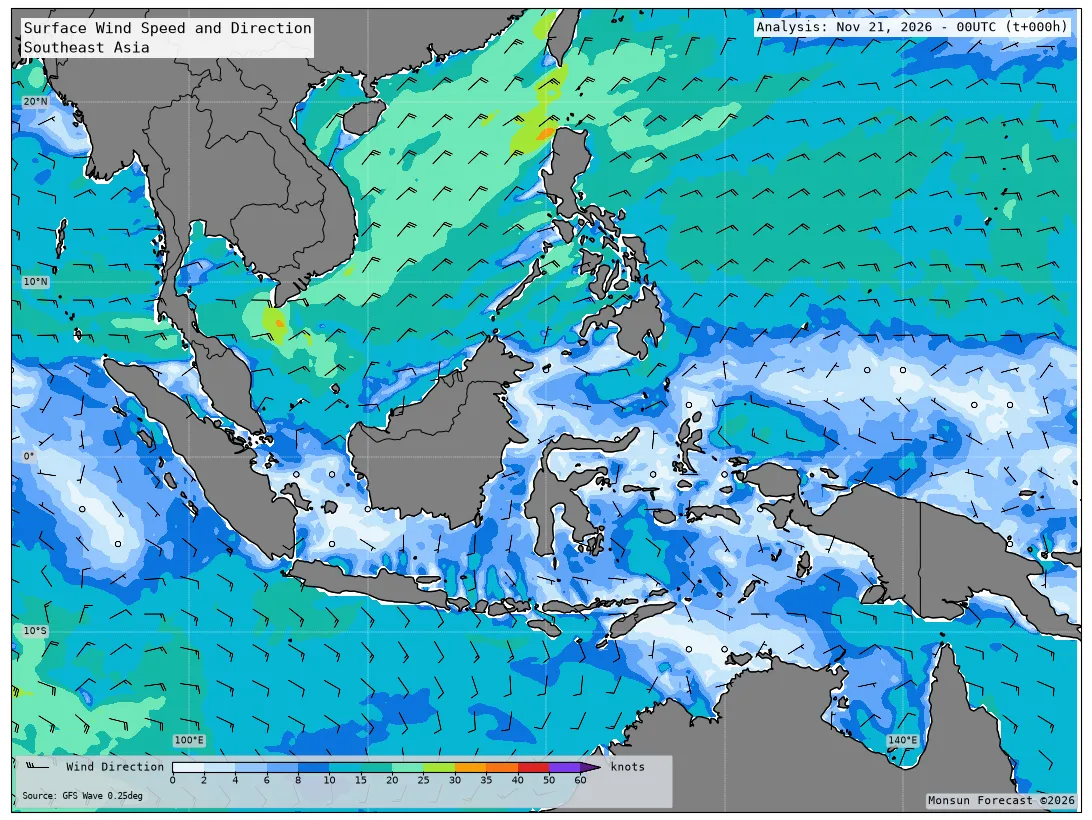 Surface Wind Speed and Direction
Southeast Asia
Analysis: Nov 21, 2026 - 00UTC (t+000h)
20°N
10°N
0°
10°S
100°E
140°E
Wind Direction
0 2 4 6 8 10 15 20 25 30 35 40 50 60
knots
Source: GFS Wave 0.25deg
Monsun Forecast ©2026